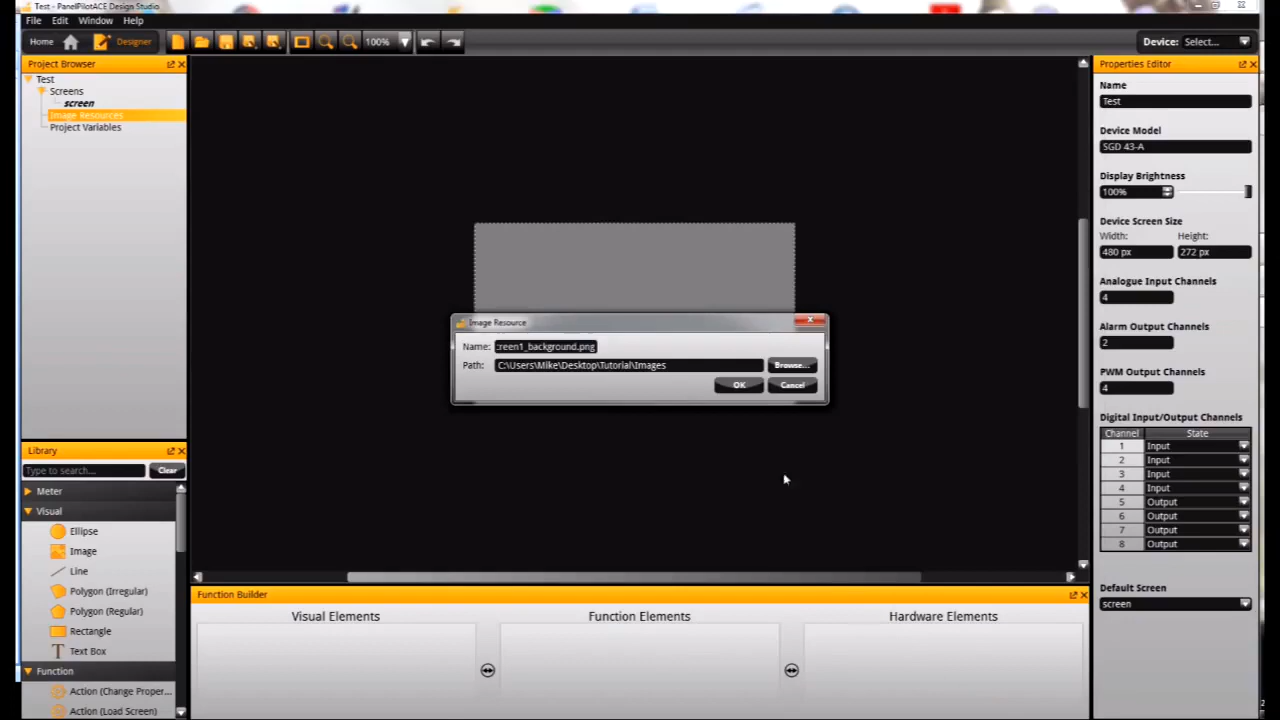 Test - PanelPilotACE Design Studio
File Edit Window Help
Home Designer 100% Device: Select...
Project Browser
Test
Screens
screen
Image Resources
Project Variables
Library
Type to search... Clear
Meter
Visual
Ellipse
Image
Line
Polygon (Irregular)
Polygon (Regular)
Rectangle
Text Box
Function
Action (Change Proper...
Action (Load Screen)
Image Resource
Name: creen1_background.png
Path: C:\Users\Mike\Desktop\Tutorial\Images Browse...
OK Cancel
Function Builder
Visual Elements Function Elements Hardware Elements
Properties Editor
Name
Test
Device Model
SGD 43-A
Display Brightness
100%
Device Screen Size
Width: Height:
480 px 272 px
Analogue Input Channels
4
Alarm Output Channels
2
PWM Output Channels
4
Digital Input/Output Channels
Channel State
1 Input
2 Input
3 Input
4 Input
5 Output
6 Output
7 Output
8 Output
Default Screen
screen